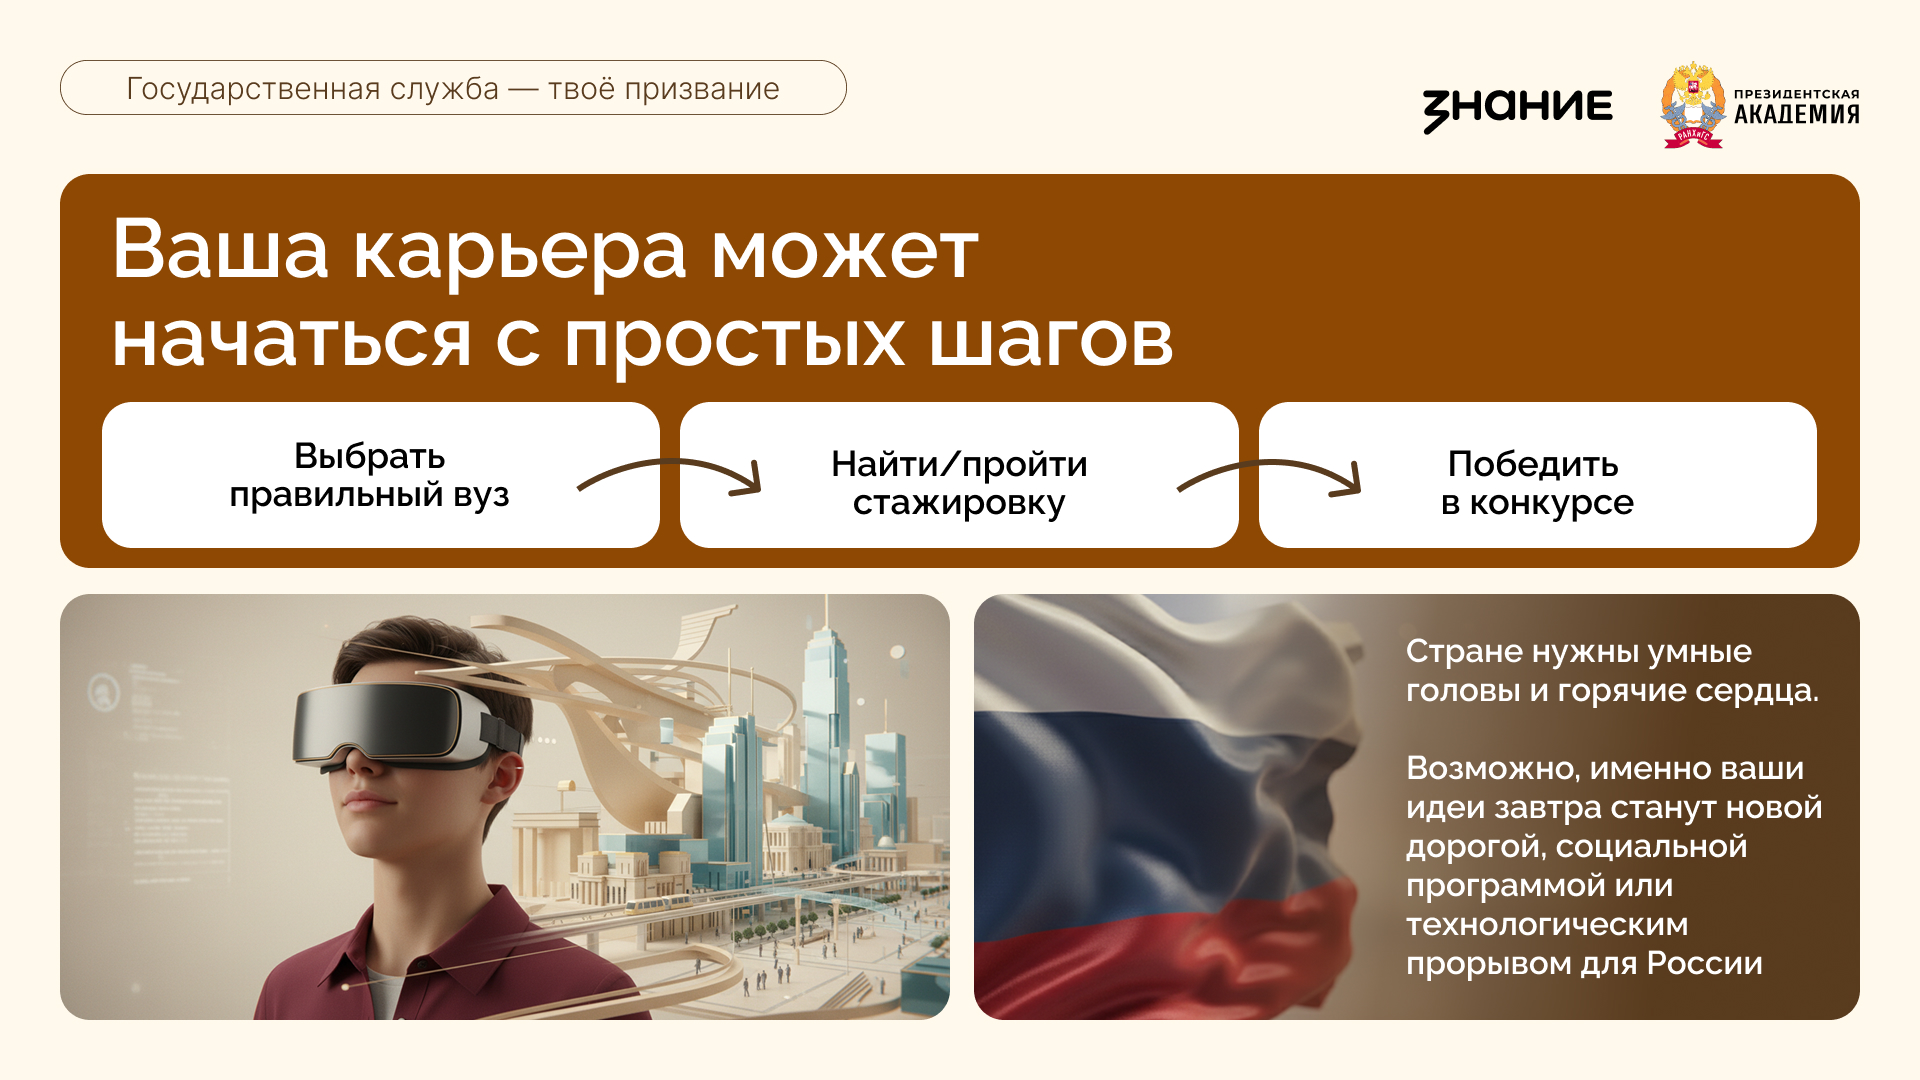 Государственная служба — твоё призвание
ЗНАНИЕ
ПРЕЗИДЕНТСКАЯ
АКАДЕМИЯ
РАНХиГС
Ваша карьера может
начаться с простых шагов
Выбрать
правильный вуз
Найти/пройти
стажировку
Победить
в конкурсе
Стране нужны умные
головы и горячие сердца.
Возможно, именно ваши
идеи завтра станут новой
дорогой, социальной
программой или
технологическим
прорывом для России